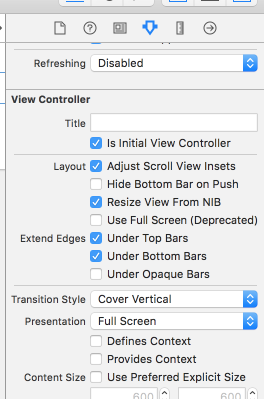 Refreshing Disabled
View Controller
Title
Is Initial View Controller
Layout Adjust Scroll View Insets
Hide Bottom Bar on Push
Resize View From NIB
Use Full Screen (Deprecated)
Extend Edges Under Top Bars
Under Bottom Bars
Under Opaque Bars
Transition Style Cover Vertical
Presentation Full Screen
Defines Context
Provides Context
Content Size Use Preferred Explicit Size
600 600